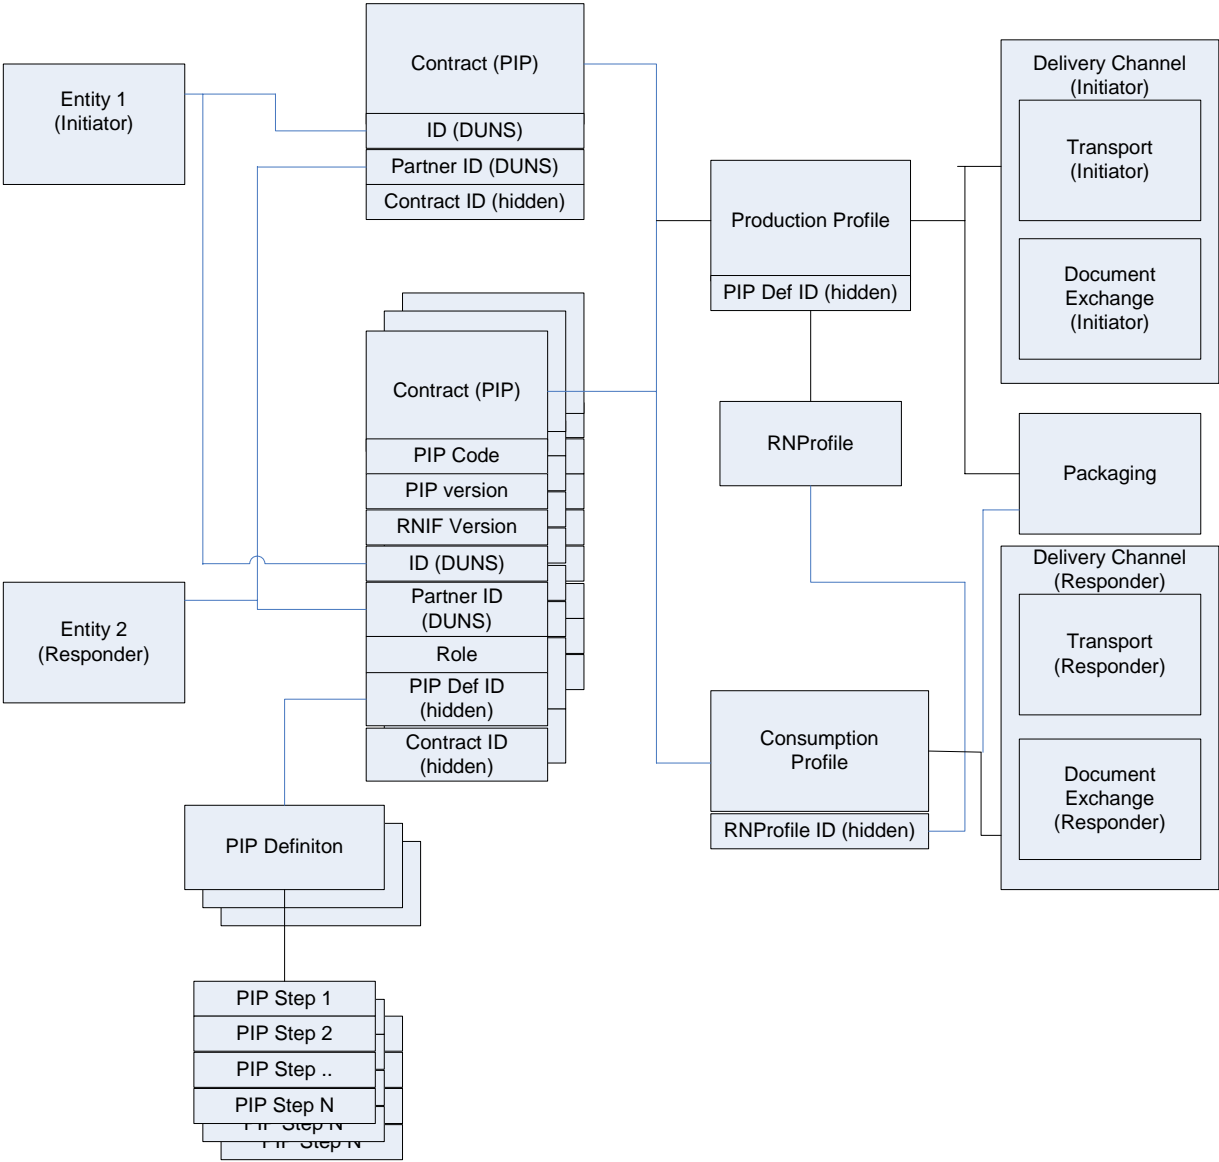 Entity 1
(Initiator)
Contract (PIP)
ID (DUNS)
Partner ID (DUNS)
Contract ID (hidden)
Production Profile
PIP Def ID (hidden)
Delivery Channel
(Initiator)
Transport
(Initiator)
Document
Exchange
(Initiator)
Contract (PIP)
PIP Code
PIP version
RNIF Version
ID (DUNS)
Partner ID
(DUNS)
Role
PIP Def ID
(hidden)
Contract ID
(hidden)
RNProfile
Packaging
Entity 2
(Responder)
Delivery Channel
(Responder)
Transport
(Responder)
Document
Exchange
(Responder)
Consumption
Profile
RNProfile ID (hidden)
PIP Definiton
PIP Step 1
PIP Step 2
PIP Step ..
PIP Step N
PIP Step N
PIP Step N